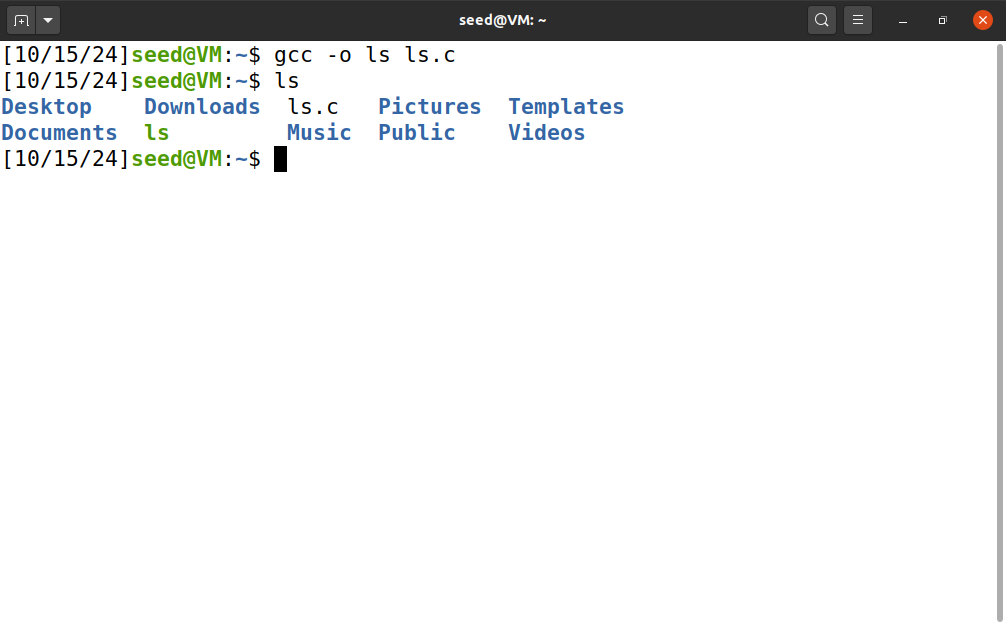 seed@VM: ~
[10/15/24]seed@VM:~$ gcc -o ls ls.c
[10/15/24]seed@VM:~$ ls
Desktop    Downloads  ls.c   Pictures  Templates
Documents  ls         Music  Public    Videos
[10/15/24]seed@VM:~$